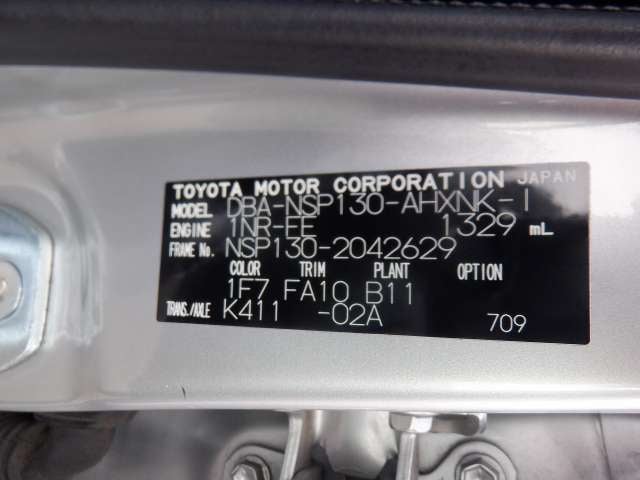 TOYOTA MOTOR CORPORATION JAPAN
MODEL DBA-NSP130-AHXNK-I
ENGINE 1NR-FE 1329 mL
FRAME No. NSP130-2042629
COLOR TRIM PLANT OPTION
1F7 FA10 B11
TRANS./AXLE K411 -02A 709